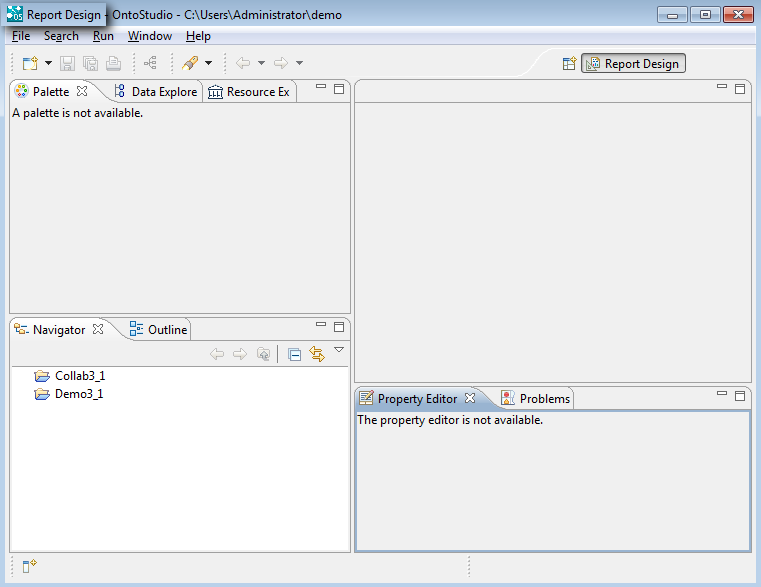 Report Design - OntoStudio - C:\Users\Administrator\demo
File Search Run Window Help
Report Design
Palette Data Explore Resource Ex
A palette is not available.
Navigator Outline
Collab3_1
Demo3_1
Property Editor Problems
The property editor is not available.